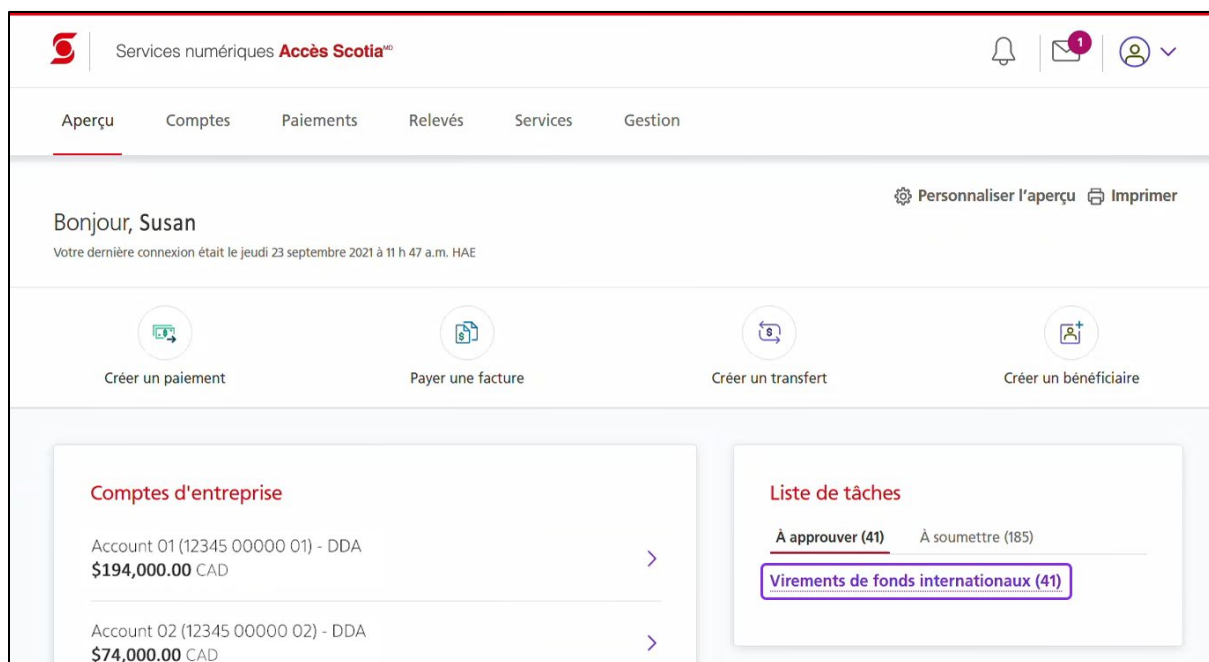 Services numériques Accès Scotia MD
1
Aperçu Comptes Paiements Relevés Services Gestion
Personnaliser l'aperçu Imprimer
Bonjour, Susan
Votre dernière connexion était le jeudi 23 septembre 2021 à 11 h 47 a.m. HAE
Créer un paiement Payer une facture Créer un transfert Créer un bénéficiaire
Comptes d'entreprise
Account 01 (12345 00000 01) - DDA
$194,000.00 CAD
Account 02 (12345 00000 02) - DDA
$74,000.00 CAD
Liste de tâches
À approuver (41) À soumettre (185)
Virements de fonds internationaux (41)